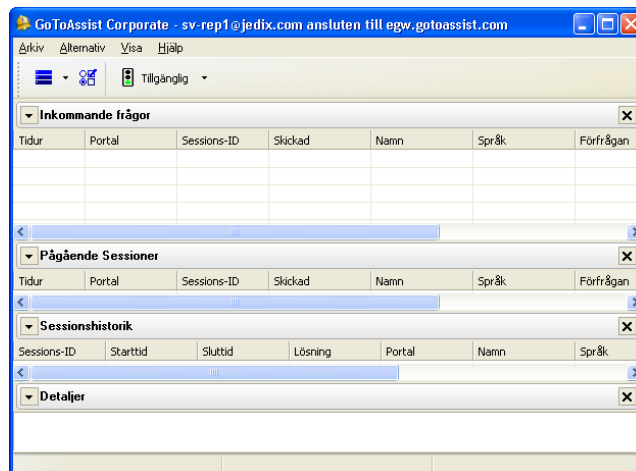 GoToAssist Corporate - sv-rep1@jedix.com ansluten till egw.gotoassist.com
Arkiv Alternativ Visa Hjälp
Tillgänglig
Inkommande frågor
Tidur Portal Sessions-ID Skickad Namn Språk Förfrågan
Pågående Sessioner
Tidur Portal Sessions-ID Skickad Namn Språk Förfrågan
Sessionshistorik
Sessions-ID Starttid Sluttid Lösning Portal Namn Språk
Detaljer